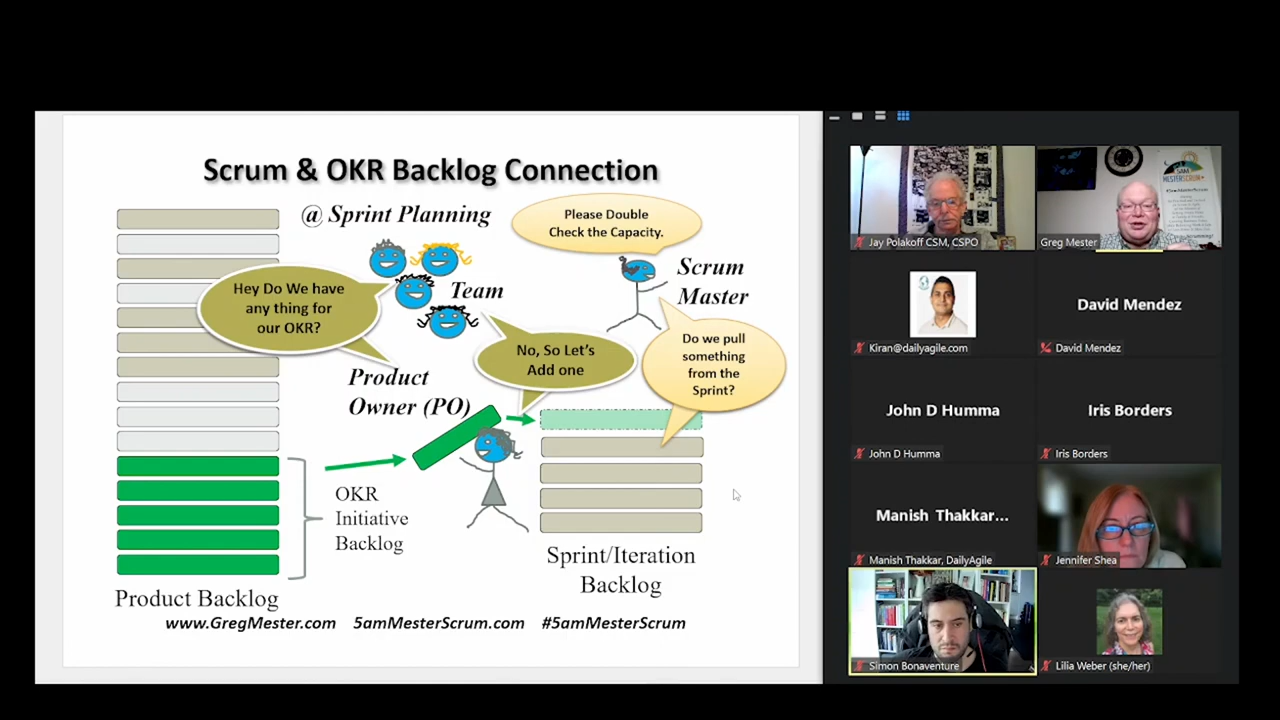 Scrum & OKR Backlog Connection
@ Sprint Planning
Please Double
Check the Capacity.
Scrum
Master
Hey Do We have
any thing for
our OKR?
Team
No, So Let's
Add one
Do we pull
something
from the
Sprint?
Product
Owner (PO)
OKR
Initiative
Backlog
Sprint/Iteration
Backlog
Product Backlog
www.GregMester.com 5amMesterScrum.com #5amMesterScrum
5AM
MESTERSCRUM
Jay Polakoff CSM, CSPO
Greg Mester
Kiran@dailyagile.com
David Mendez
David Mendez
John D Humma
John D Humma
Iris Borders
Iris Borders
Manish Thakkar...
Manish Thakkar, DailyAgile
Jennifer Shea
Simon Bonaventure
Lilia Weber (she/her)